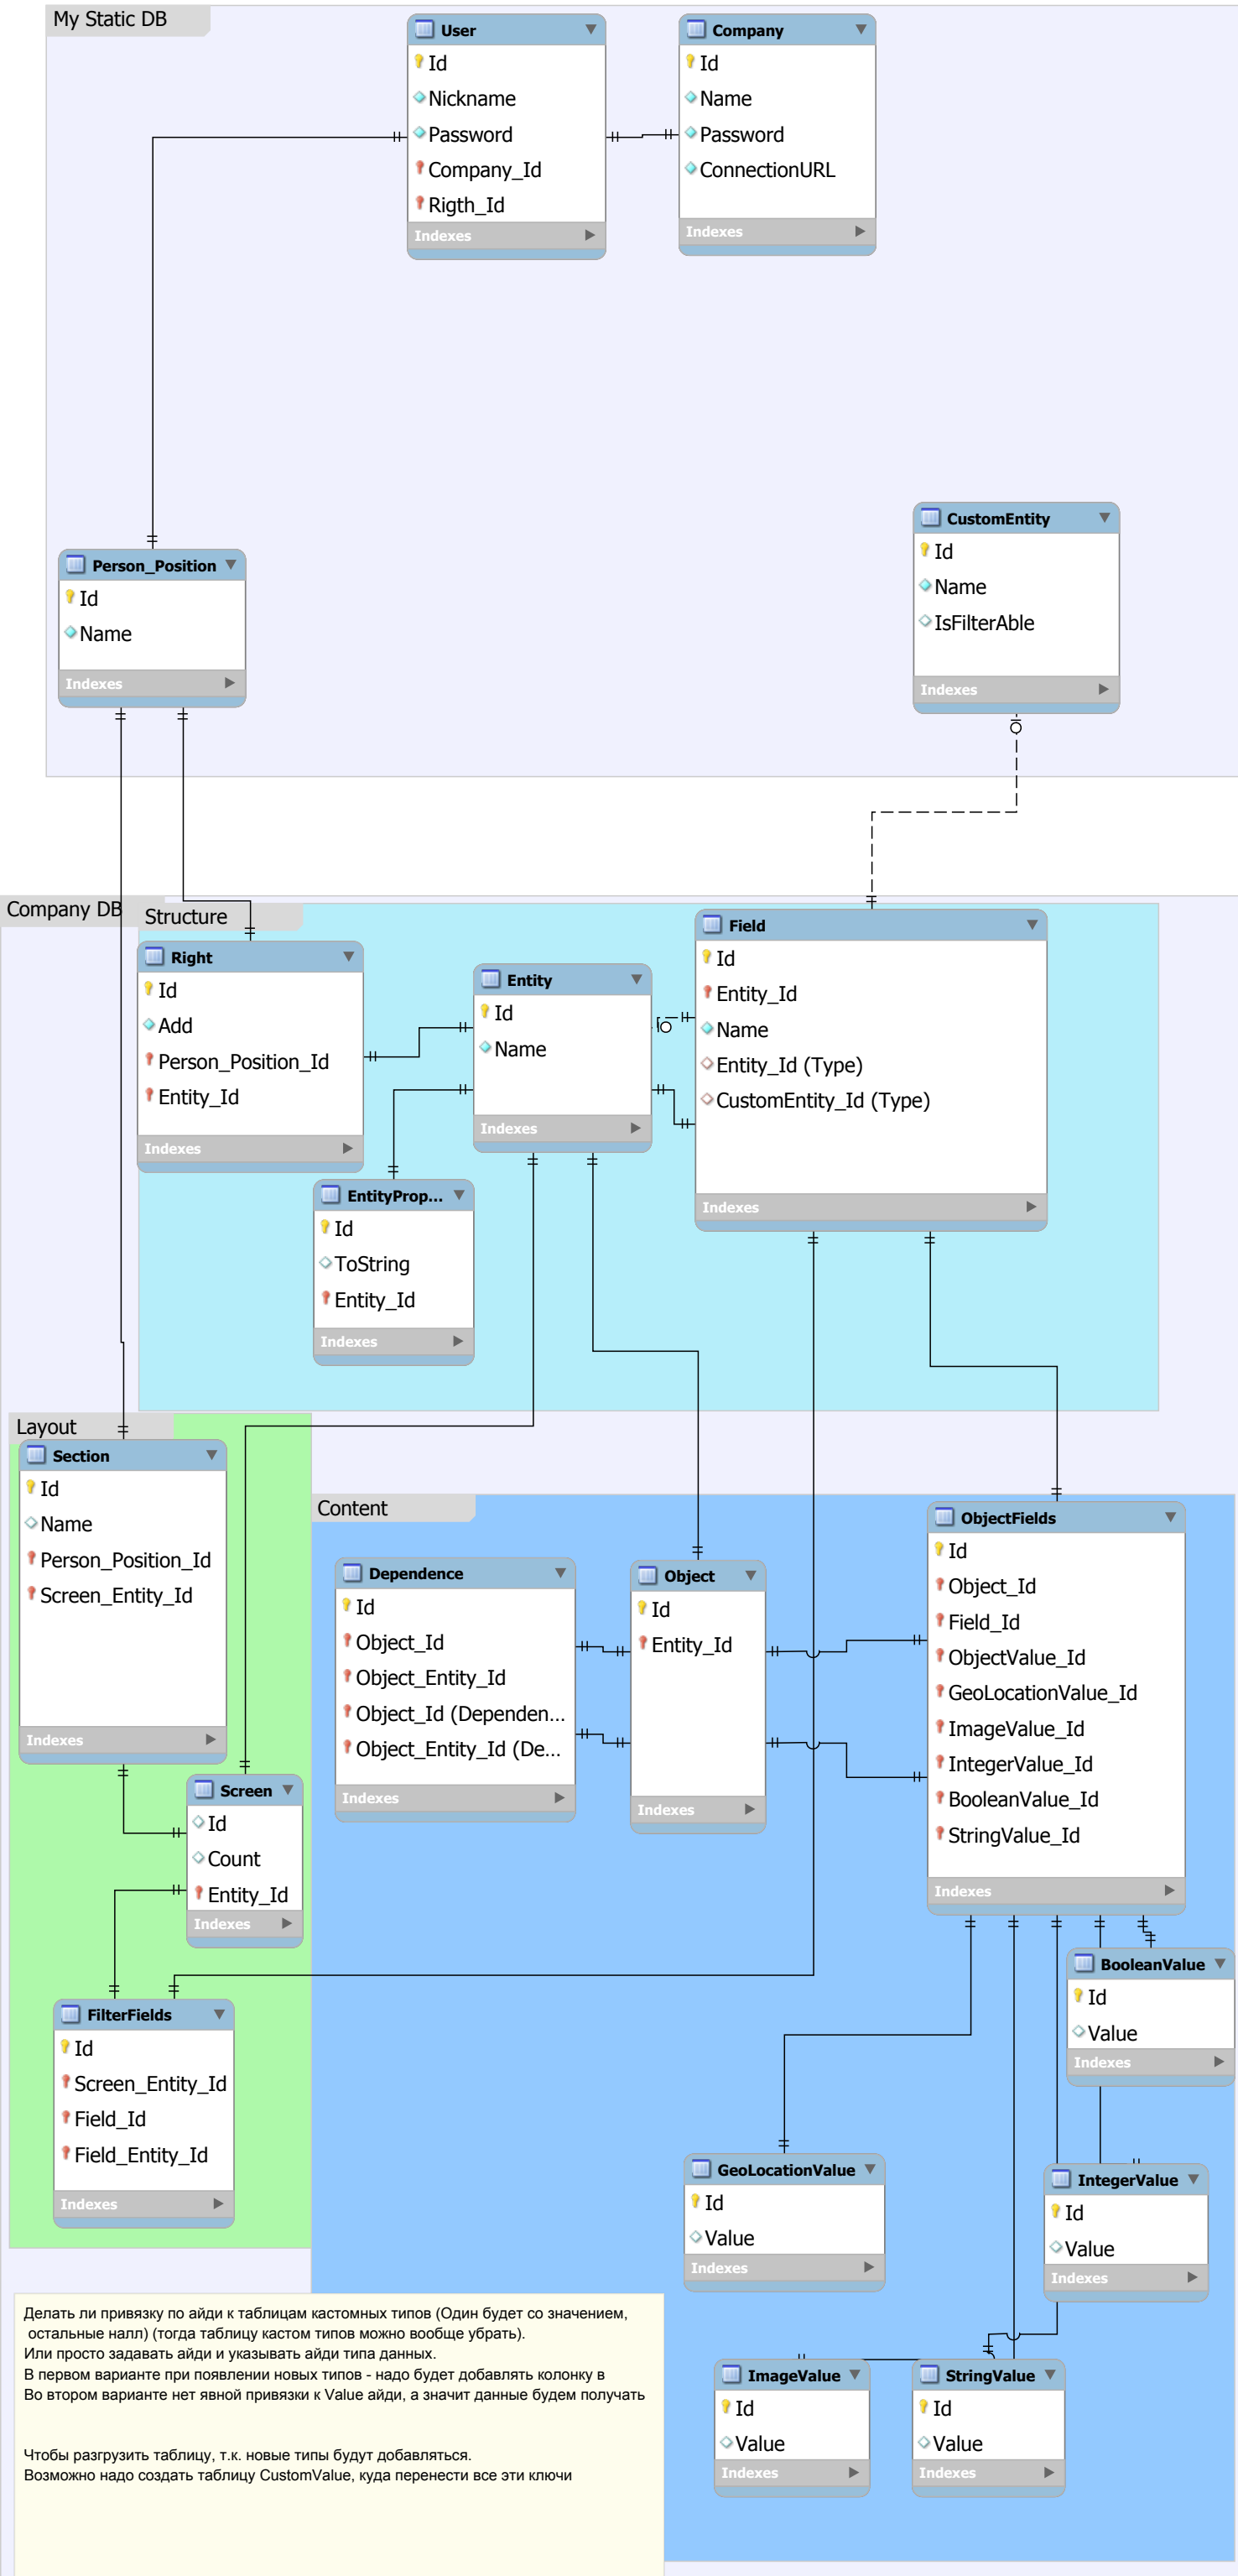 My Static DB
User
Id
Nickname
Password
Company_Id
Rigth_Id
Indexes
Company
Id
Name
Password
ConnectionURL
Indexes
Person_Position
Id
Name
Indexes
CustomEntity
Id
Name
IsFilterAble
Indexes
Company DB
Structure
Right
Id
Add
Person_Position_Id
Entity_Id
Indexes
Entity
Id
Name
Indexes
Field
Id
Entity_Id
Name
Entity_Id (Type)
CustomEntity_Id (Type)
Indexes
EntityProp...
Id
ToString
Entity_Id
Indexes
Layout
Section
Id
Name
Person_Position_Id
Screen_Entity_Id
Indexes
Screen
Id
Count
Entity_Id
Indexes
FilterFields
Id
Screen_Entity_Id
Field_Id
Field_Entity_Id
Indexes
Content
Dependence
Id
Object_Id
Object_Entity_Id
Object_Id (Dependen...
Object_Entity_Id (De...
Indexes
Object
Id
Entity_Id
Indexes
ObjectFields
Id
Object_Id
Field_Id
ObjectValue_Id
GeoLocationValue_Id
ImageValue_Id
IntegerValue_Id
BooleanValue_Id
StringValue_Id
Indexes
BooleanValue
Id
Value
Indexes
GeoLocationValue
Id
Value
Indexes
IntegerValue
Id
Value
Indexes
ImageValue
Id
Value
Indexes
StringValue
Id
Value
Indexes
Делать ли привязку по айди к таблицам кастомных типов (Один будет со значением,
остальные налл) (тогда таблицу кастом типов можно вообще убрать).
Или просто задавать айди и указывать айди типа данных.
В первом варианте при появлении новых типов - надо будет добавлять колонку в
Во втором варианте нет явной привязки к Value айди, а значит данные будем получать
Чтобы разгрузить таблицу, т.к. новые типы будут добавляться.
Возможно надо создать таблицу CustomValue, куда перенести все эти ключи